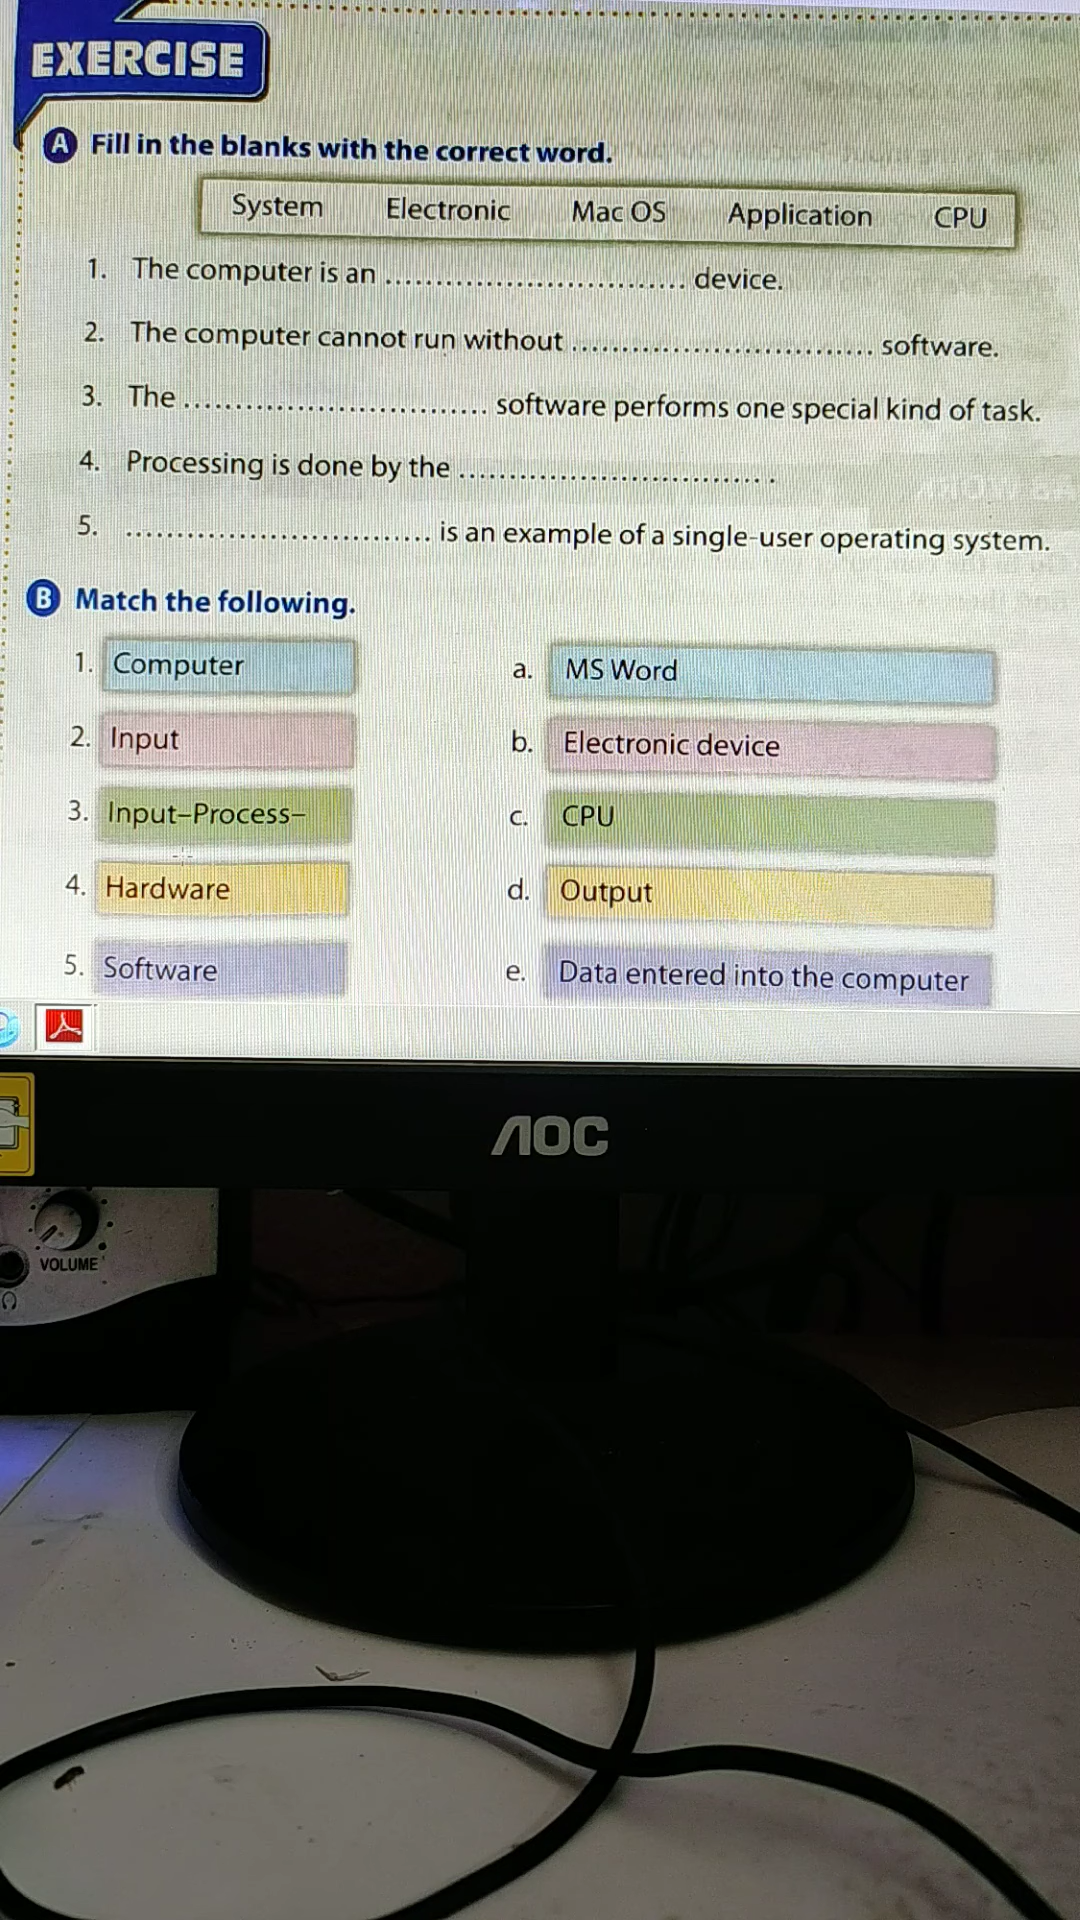 EXERCISE
A Fill in the blanks with the correct word.
System Electronic Mac OS Application CPU
1. The computer is an .............................. device.
2. The computer cannot run without .............................. software.
3. The .............................. software performs one special kind of task.
4. Processing is done by the ............................... .
5. .............................. is an example of a single-user operating system.
B Match the following.
1. Computer a. MS Word
2. Input b. Electronic device
3. Input–Process– c. CPU
4. Hardware d. Output
5. Software e. Data entered into the computer
AOC
VOLUME